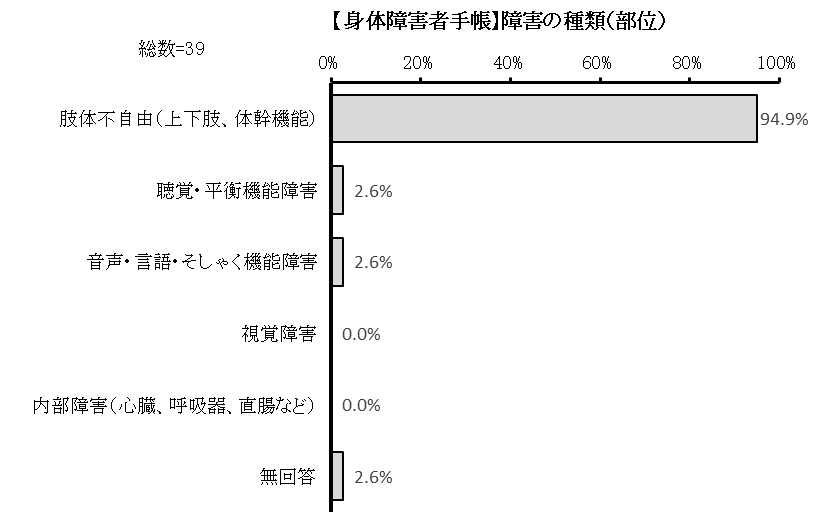 【身体障害者手帳】障害の種類（部位）
総数=39
0% 20% 40% 60% 80% 100%
肢体不自由（上下肢、体幹機能） 94.9%
聴覚・平衡機能障害 2.6%
音声・言語・そしゃく機能障害 2.6%
視覚障害 0.0%
内部障害（心臓、呼吸器、直腸など） 0.0%
無回答 2.6%